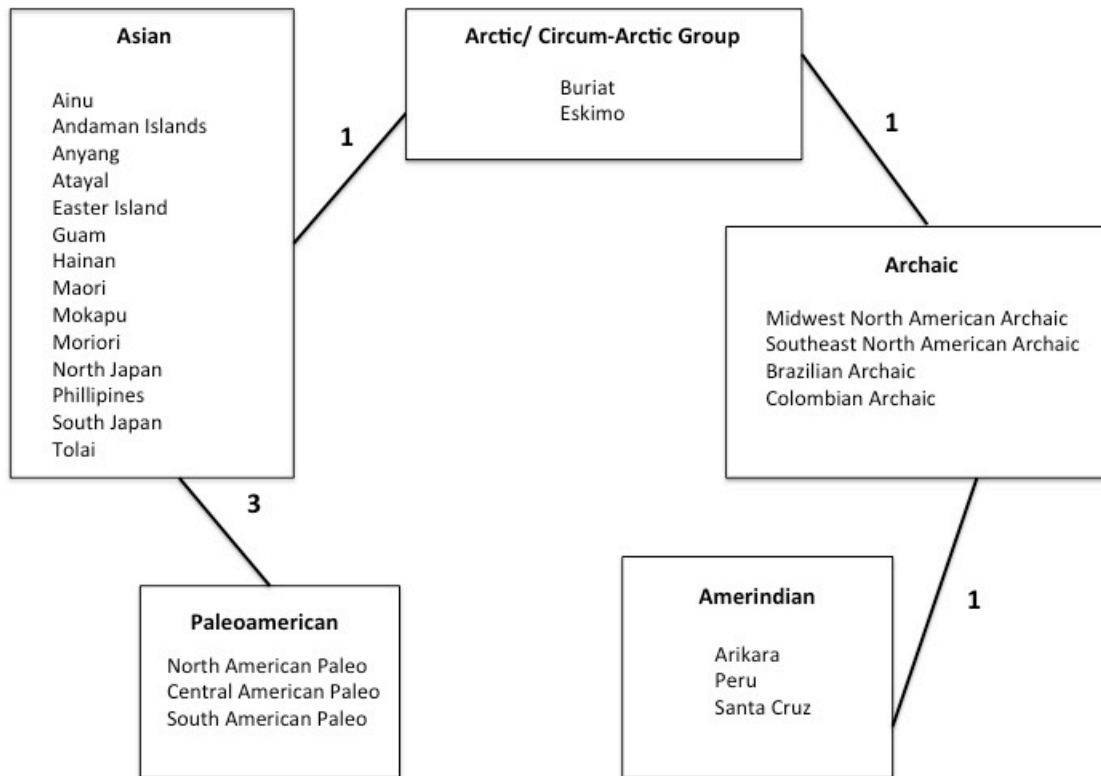 Asian
Ainu
Andaman Islands
Anyang
Atayal
Easter Island
Guam
Hainan
Maori
Mokapu
Moriori
North Japan
Phillipines
South Japan
Tolai
1
Arctic/ Circum-Arctic Group
Buriat
Eskimo
1
Archaic
Midwest North American Archaic
Southeast North American Archaic
Brazilian Archaic
Colombian Archaic
3
Paleoamerican
North American Paleo
Central American Paleo
South American Paleo
Amerindian
Arikara
Peru
Santa Cruz
1